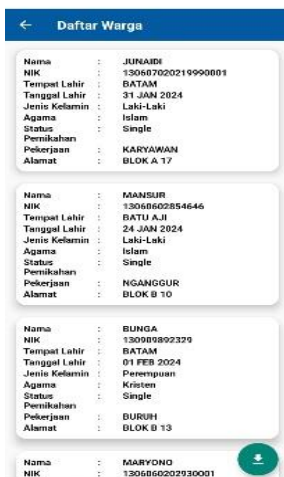 Daftar Warga
Nama : JUNAIDI
NIK : 130607020219990001
Tempat Lahir : BATAM
Tanggal Lahir : 31 JAN 2024
Jenis Kelamin : Laki-Laki
Agama : Islam
Status Pernikahan : Single
Pekerjaan : KARYAWAN
Alamat : BLOK A 17
Nama : MANSUR
NIK : 13060602854646
Tempat Lahir : BATU AJI
Tanggal Lahir : 24 JAN 2024
Jenis Kelamin : Laki-Laki
Agama : Islam
Status Pernikahan : Single
Pekerjaan : NGANGGUR
Alamat : BLOK B 10
Nama : BUNGA
NIK : 130909892329
Tempat Lahir : BATAM
Tanggal Lahir : 01 FEB 2024
Jenis Kelamin : Perempuan
Agama : Kristen
Status Pernikahan : Single
Pekerjaan : BURUH
Alamat : BLOK B 13
Nama : MARYONO
NIK : 1306060202930001